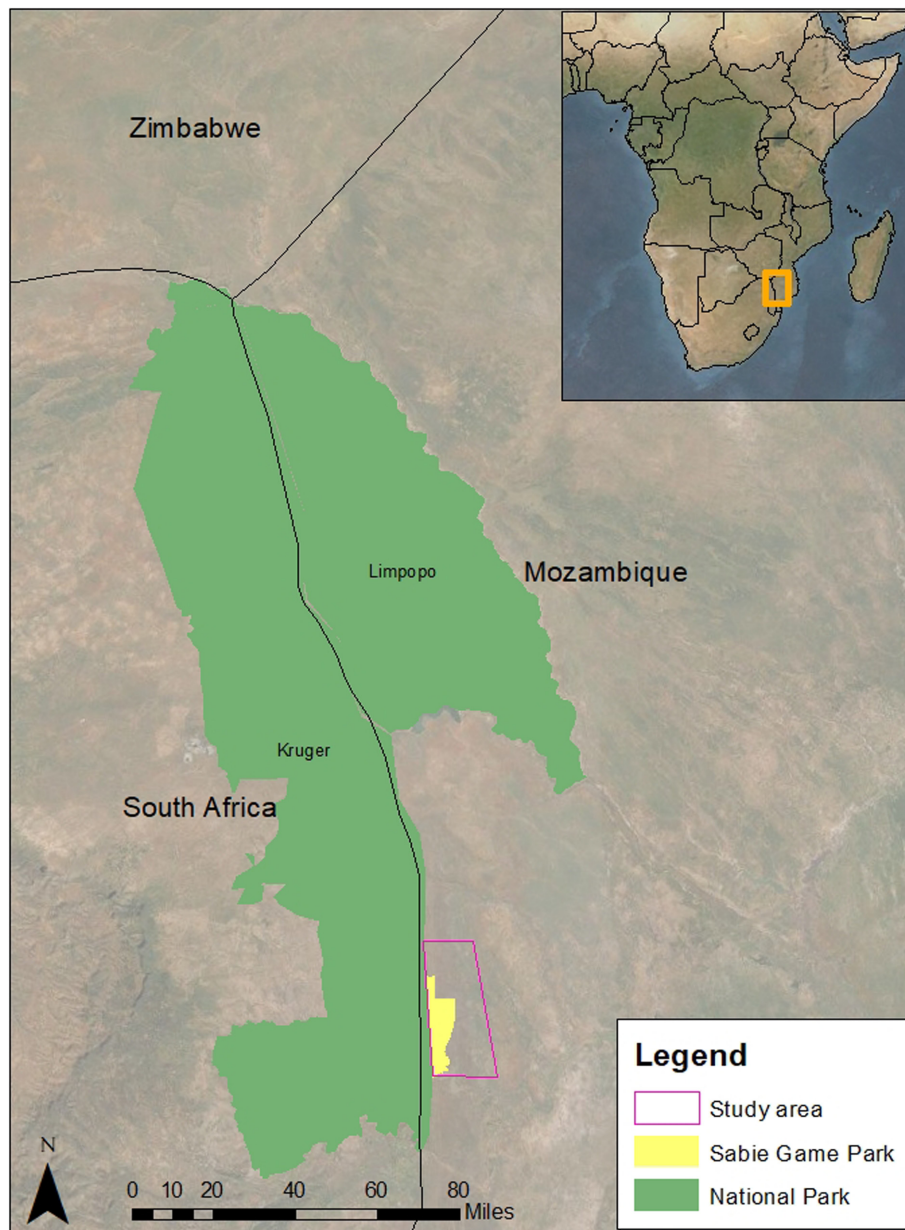 Zimbabwe
Limpopo
Mozambique
Kruger
South Africa
Legend
Study area
Sabie Game Park
National Park
N
0 10 20 40 60 80
Miles